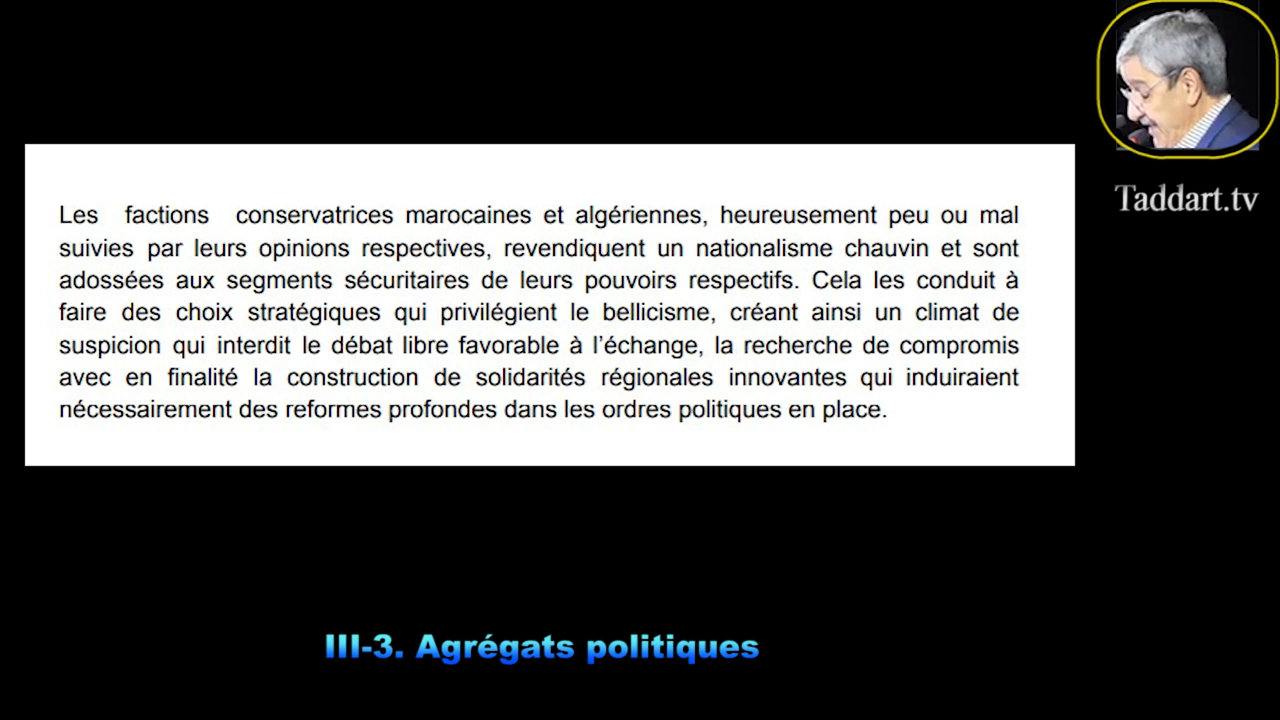 Taddart.tv
Les factions conservatrices marocaines et algériennes, heureusement peu ou mal
suivies par leurs opinions respectives, revendiquent un nationalisme chauvin et sont
adossées aux segments sécuritaires de leurs pouvoirs respectifs. Cela les conduit à
faire des choix stratégiques qui privilégient le bellicisme, créant ainsi un climat de
suspicion qui interdit le débat libre favorable à l’échange, la recherche de compromis
avec en finalité la construction de solidarités régionales innovantes qui induiraient
nécessairement des reformes profondes dans les ordres politiques en place.
III-3. Agrégats politiques